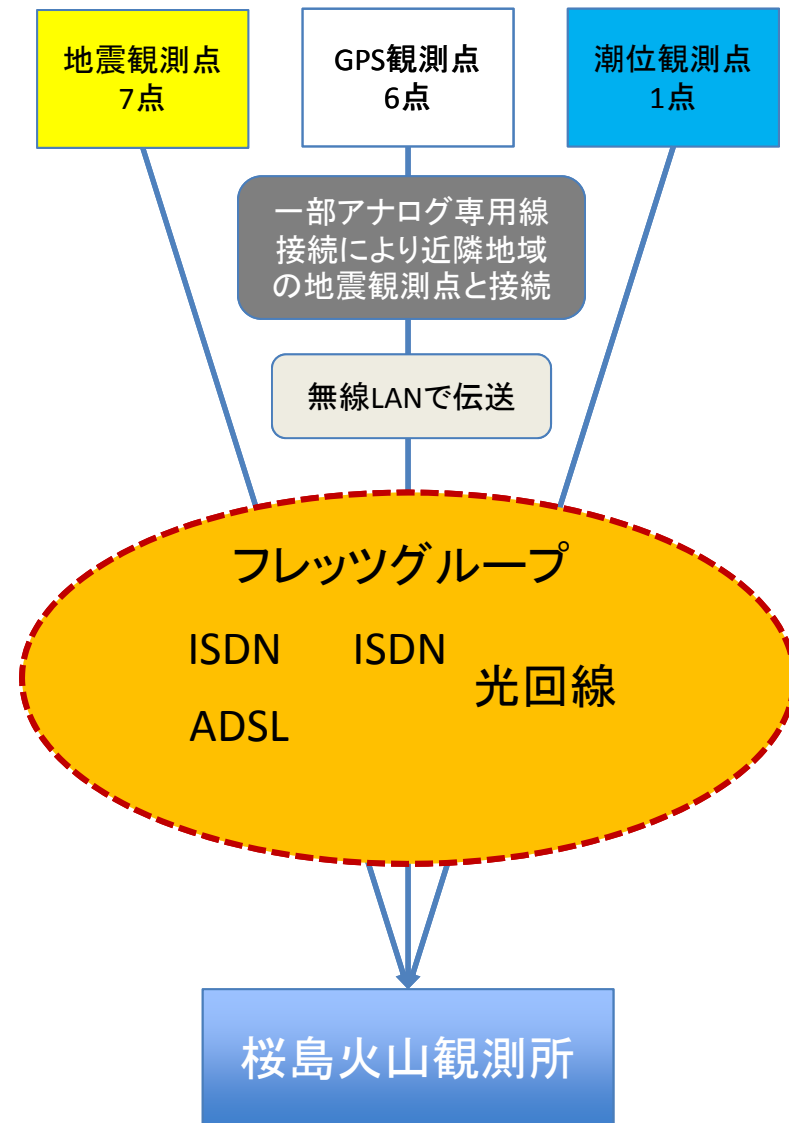 地震観測点
7点
GPS観測点
6点
潮位観測点
1点
一部アナログ専用線
接続により近隣地域
の地震観測点と接続
無線LANで伝送
フレッツグループ
ISDN ISDN
光回線
ADSL
桜島火山観測所